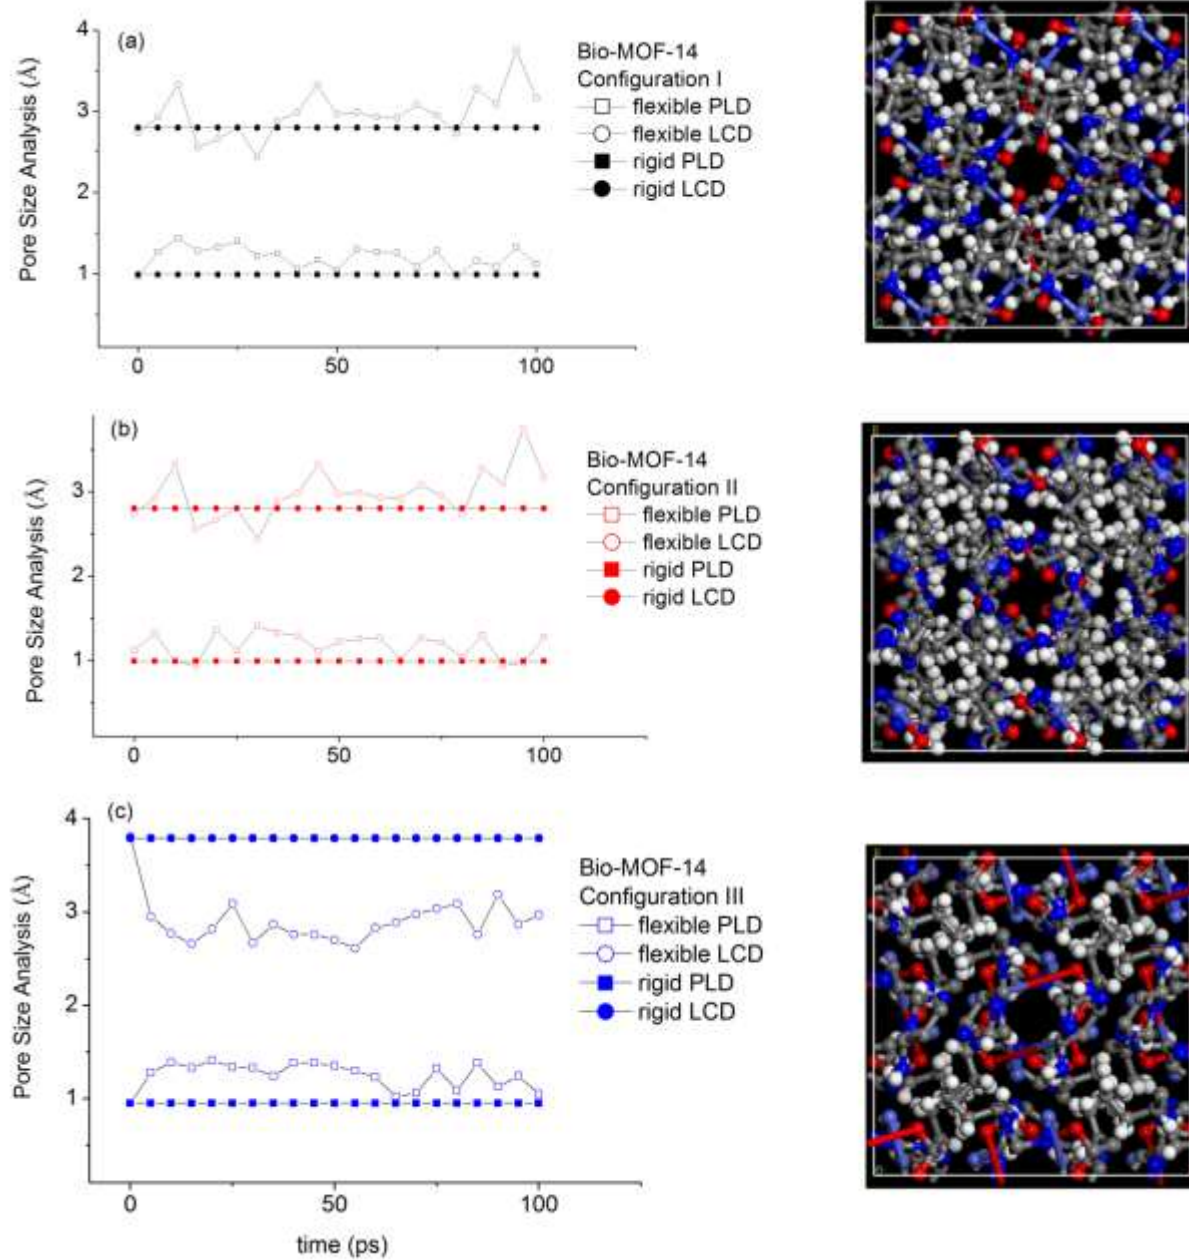 (a)
Pore Size Analysis (Å)
4
3
2
1
0
50
100
Bio-MOF-14
Configuration I
flexible PLD
flexible LCD
rigid PLD
rigid LCD
(b)
Pore Size Analysis (Å)
3
2
1
0
50
100
Bio-MOF-14
Configuration II
flexible PLD
flexible LCD
rigid PLD
rigid LCD
(c)
Pore Size Analysis (Å)
4
3
2
1
0
50
100
time (ps)
Bio-MOF-14
Configuration III
flexible PLD
flexible LCD
rigid PLD
rigid LCD